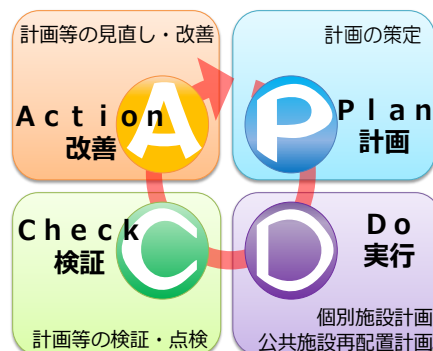 計画等の見直し・改善
A
Action
改善
計画の策定
P
Plan
計画
Check
検証
C
計画等の検証・点検
D
Do
実行
個別施設計画
公共施設再配置計画